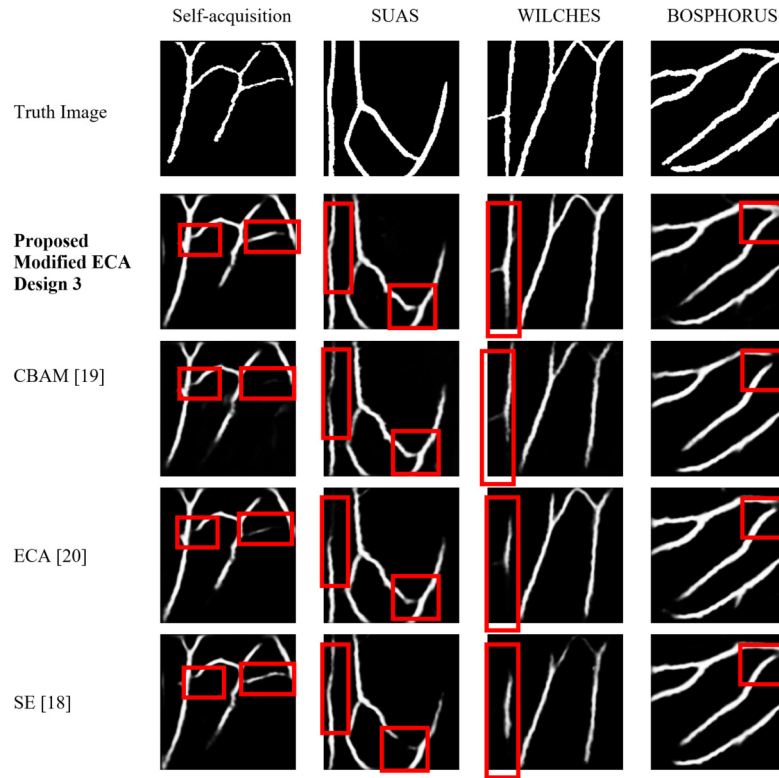 Self-acquisition SUAS WILCHES BOSPHORUS
Truth Image
Proposed
Modified ECA
Design 3
CBAM [19]
ECA [20]
SE [18]